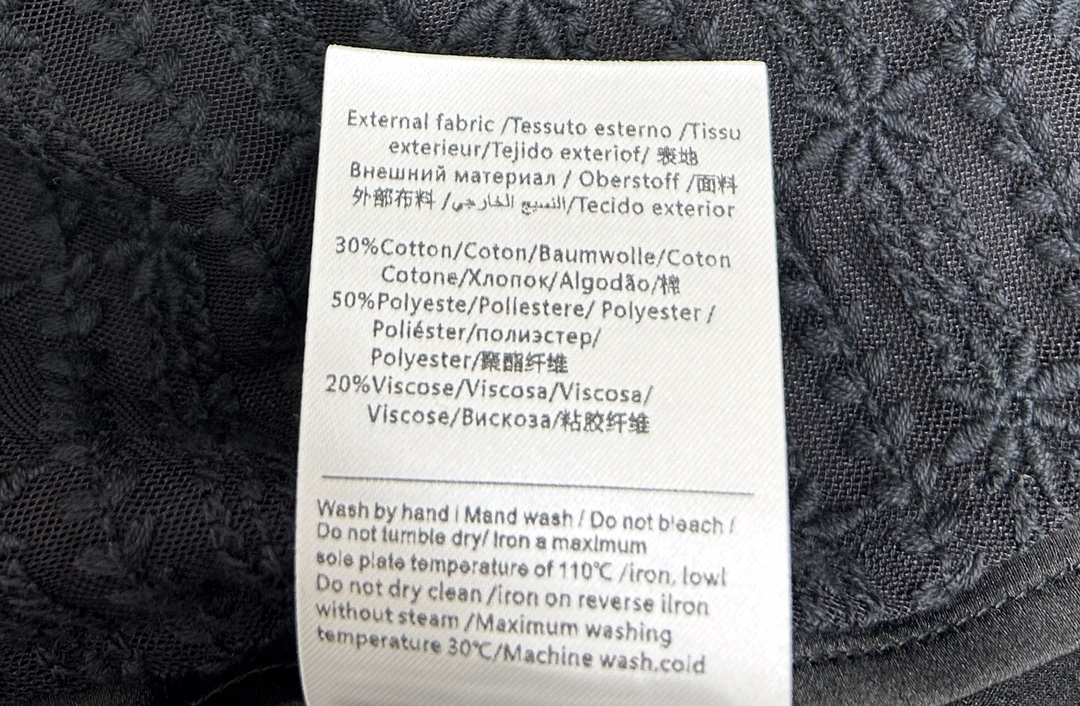 External fabric /Tessuto esterno /Tissu
exterieur/Tejido exteriof/ 表地
Внешний материал / Oberstoff /面料
外部布料 /النسيج الخارجي/Tecido exterior
30%Cotton/Coton/Baumwolle/Coton
Cotone/Хлопок/Algodão/棉
50%Polyeste/Poliestere/ Polyester /
Poliéster/полиэстер/
Polyester/聚酯纤维
20%Viscose/Viscosa/Viscosa/
Viscose/Вискоза/粘胶纤维
Wash by hand | Mand wash / Do not bleach /
Do not tumble dry/ Iron a maximum
sole plate temperature of 110℃ /iron, lowl
Do not dry clean /iron on reverse ilron
without steam /Maximum washing
temperature 30℃/Machine wash.cold